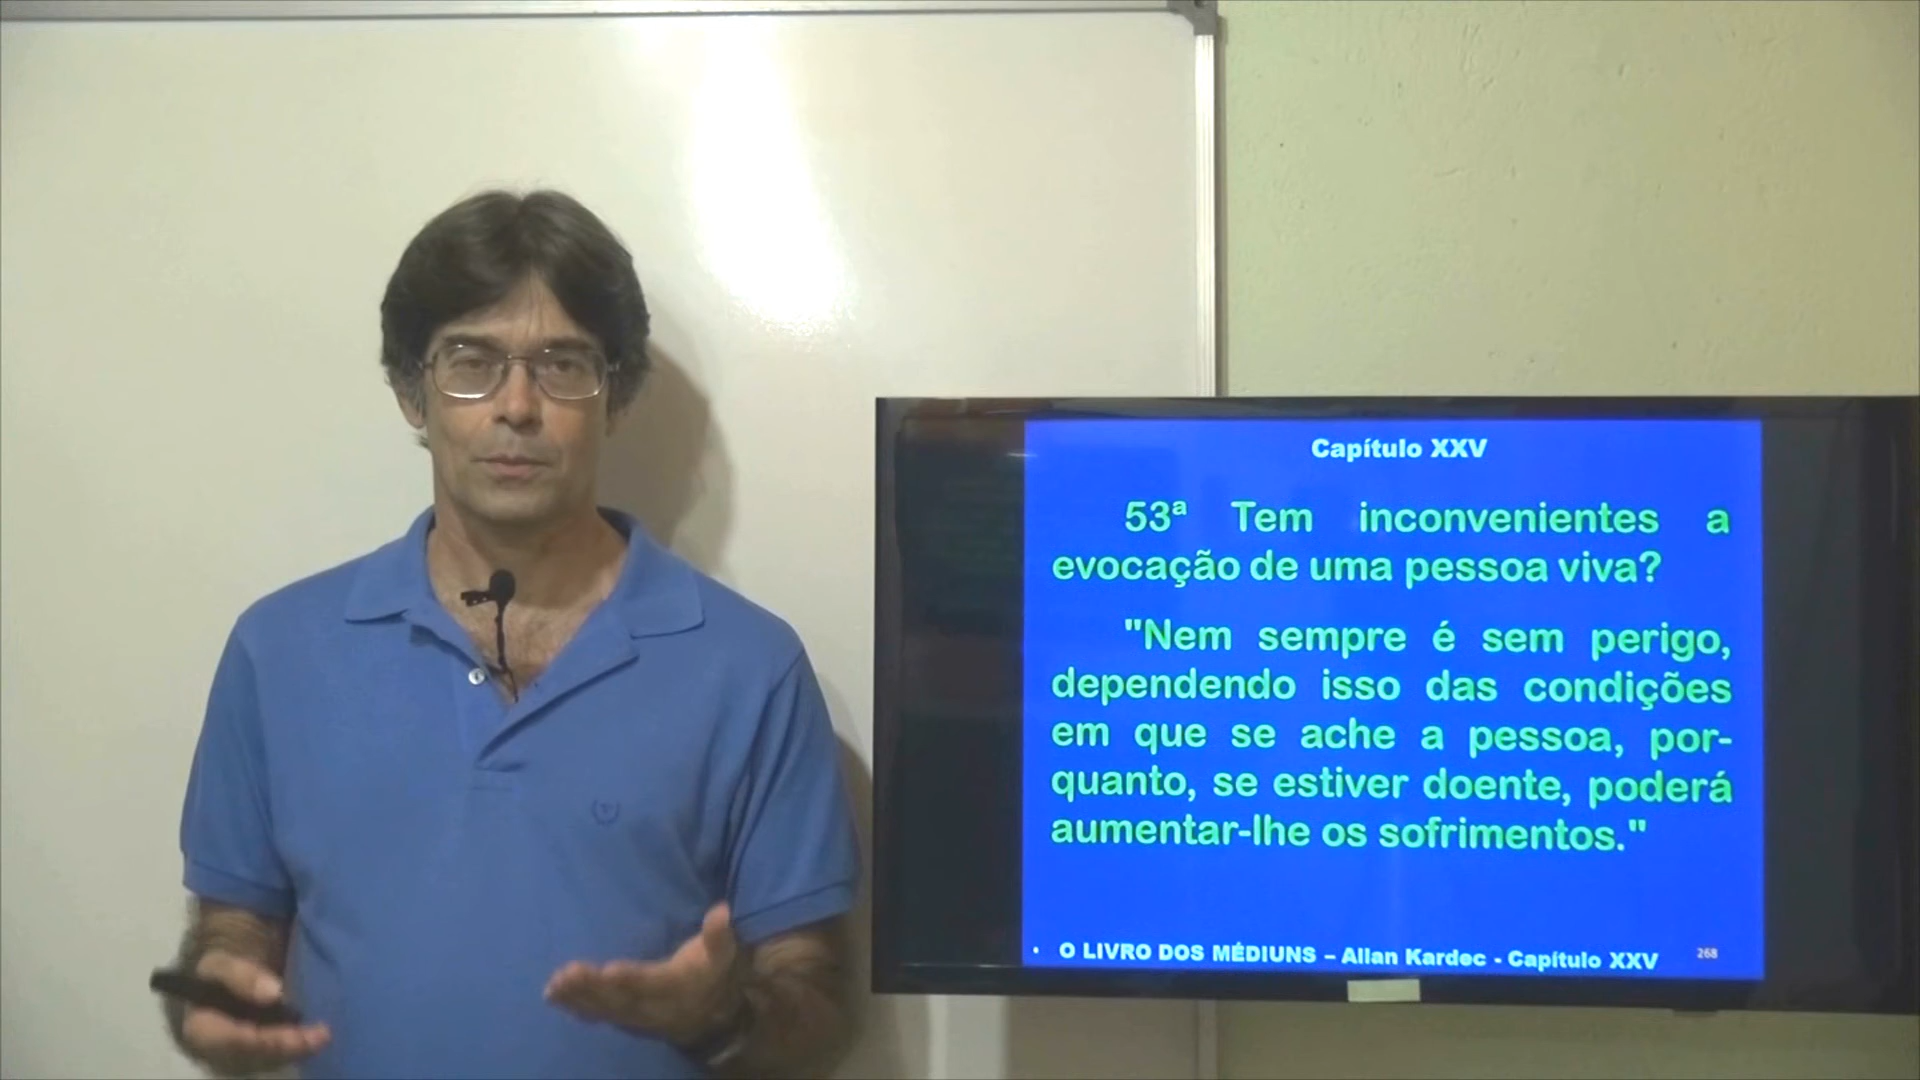 Capítulo XXV
53ª Tem inconvenientes a
evocação de uma pessoa viva?
"Nem sempre é sem perigo,
dependendo isso das condições
em que se ache a pessoa, por-
quanto, se estiver doente, poderá
aumentar-lhe os sofrimentos."
• O LIVRO DOS MÉDIUNS – Allan Kardec - Capítulo XXV 268